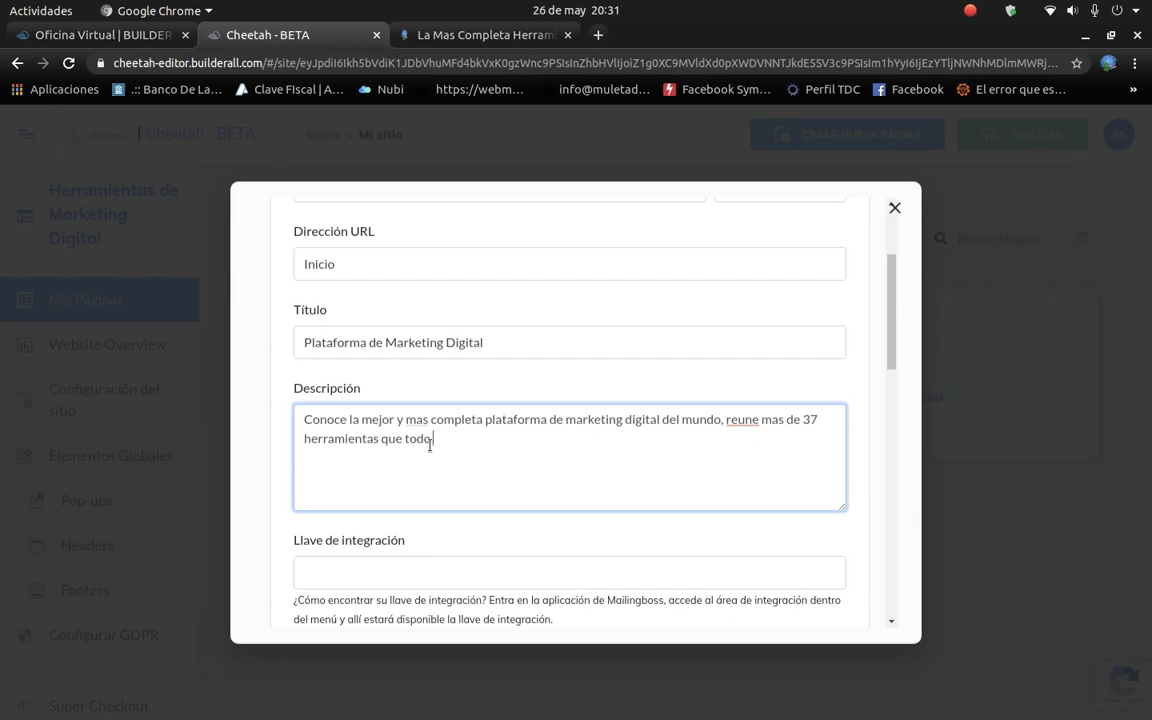 Actividades
Google Chrome
26 de may 20:31
Oficina Virtual | BUILDER
Cheetah - BETA
La Mas Completa Herrami
cheetah-editor.builderall.com
Aplicaciones
.:: Banco De La...
Clave FIscal | A...
Nubi
https://webm...
info@muletad...
Facebook Sym...
Perfil TDC
Facebook
El error que es...
»
| Cheetah - BETA
Inicio
Mi sitio
CREAR NUEVA PÁGINA
PUBLICAR
ES
Herramientas de
Marketing
Digital
Buscar imagen
Mis Páginas
Website Overview
Configuración del
sitio
Elementos Globales
Pop-ups
Headers
Footers
Configurar GDPR
Super Checkout
Dirección URL
Inicio
Título
Plataforma de Marketing Digital
Descripción
Conoce la mejor y mas completa plataforma de marketing digital del mundo, reune mas de 37
herramientas que todo
Llave de integración
¿Cómo encontrar su llave de integración? Entra en la aplicación de Mailingboss, accede al área de integración dentro
del menú y allí estará disponible la llave de integración.